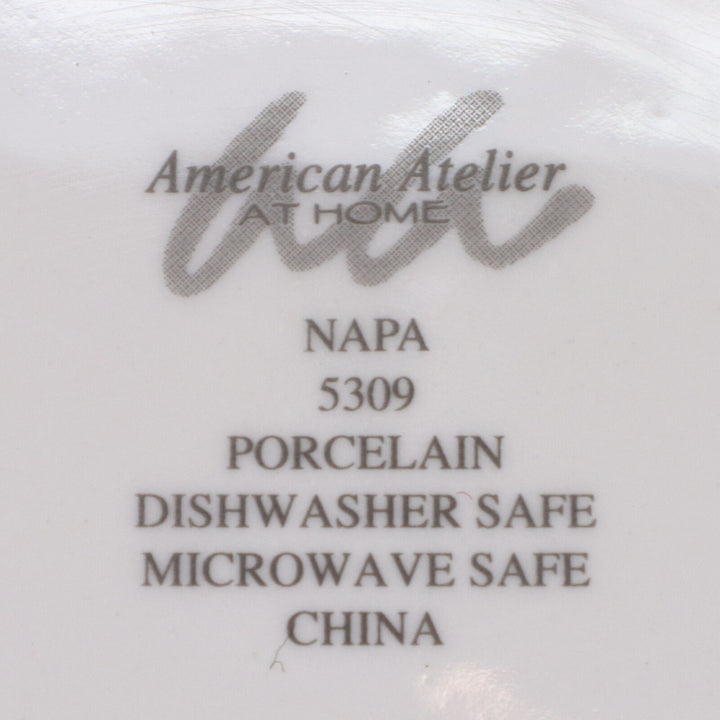 American Atelier
AT HOME
NAPA
5309
PORCELAIN
DISHWASHER SAFE
MICROWAVE SAFE
CHINA